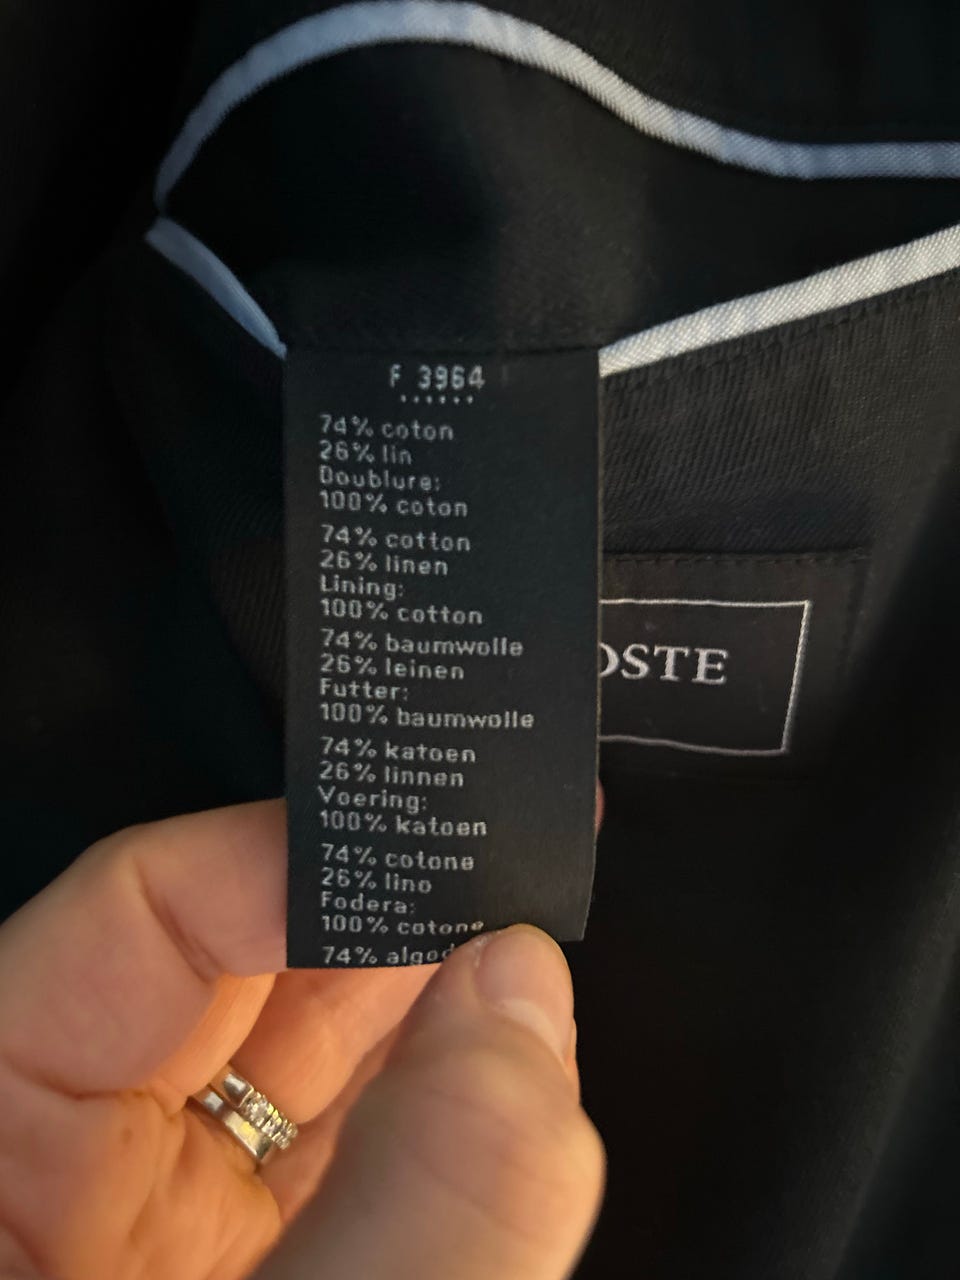 F 3964
74% coton
26% lin
Doublure:
100% coton
74% cotton
26% linen
Lining:
100% cotton
74% baumwolle
26% leinen
Futter:
100% baumwolle
74% katoen
26% linnen
Voering:
100% katoen
74% cotone
26% lino
Fodera:
100% cotone
74% algod
OSTE